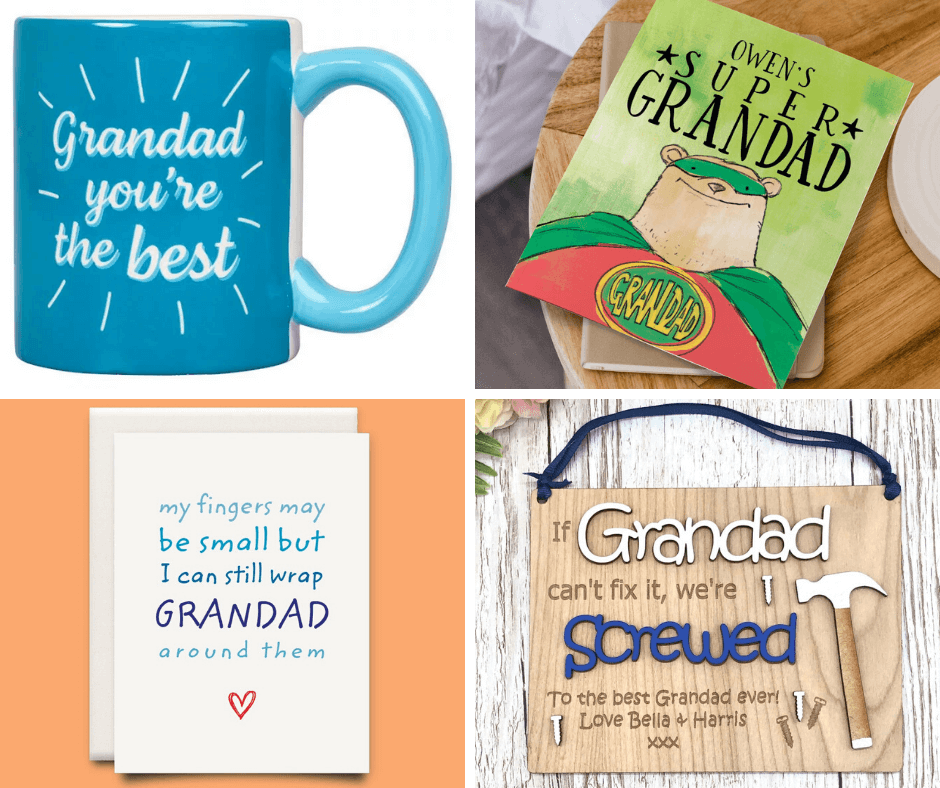 Grandad
you're
the best
OWEN'S
★SUPER★
GRANDAD
GRANDAD
my fingers may
be small but
I can still wrap
GRANDAD
around them
If Grandad
can't fix it, we're
Screwed
To the best Grandad ever!
Love Bella & Harris
xxx